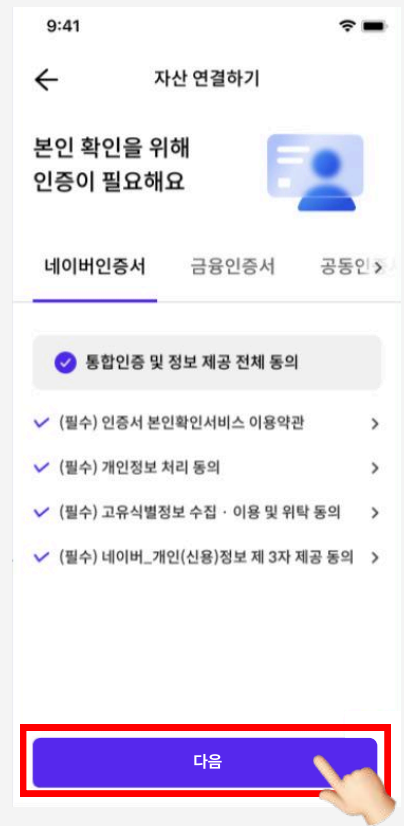 9:41
자산 연결하기
본인 확인을 위해
인증이 필요해요
네이버인증서 금융인증서 공동인증
통합인증 및 정보 제공 전체 동의
(필수) 인증서 본인확인서비스 이용약관
(필수) 개인정보 처리 동의
(필수) 고유식별정보 수집 · 이용 및 위탁 동의
(필수) 네이버_개인(신용)정보 제 3자 제공 동의
다음